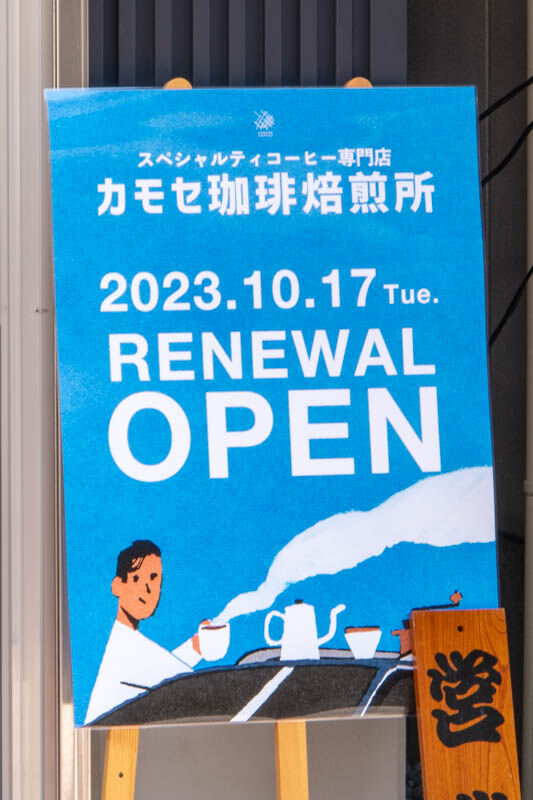 スペシャルティコーヒー専門店
カモセ珈琲焙煎所
2023.10.17 Tue.
RENEWAL
OPEN
営